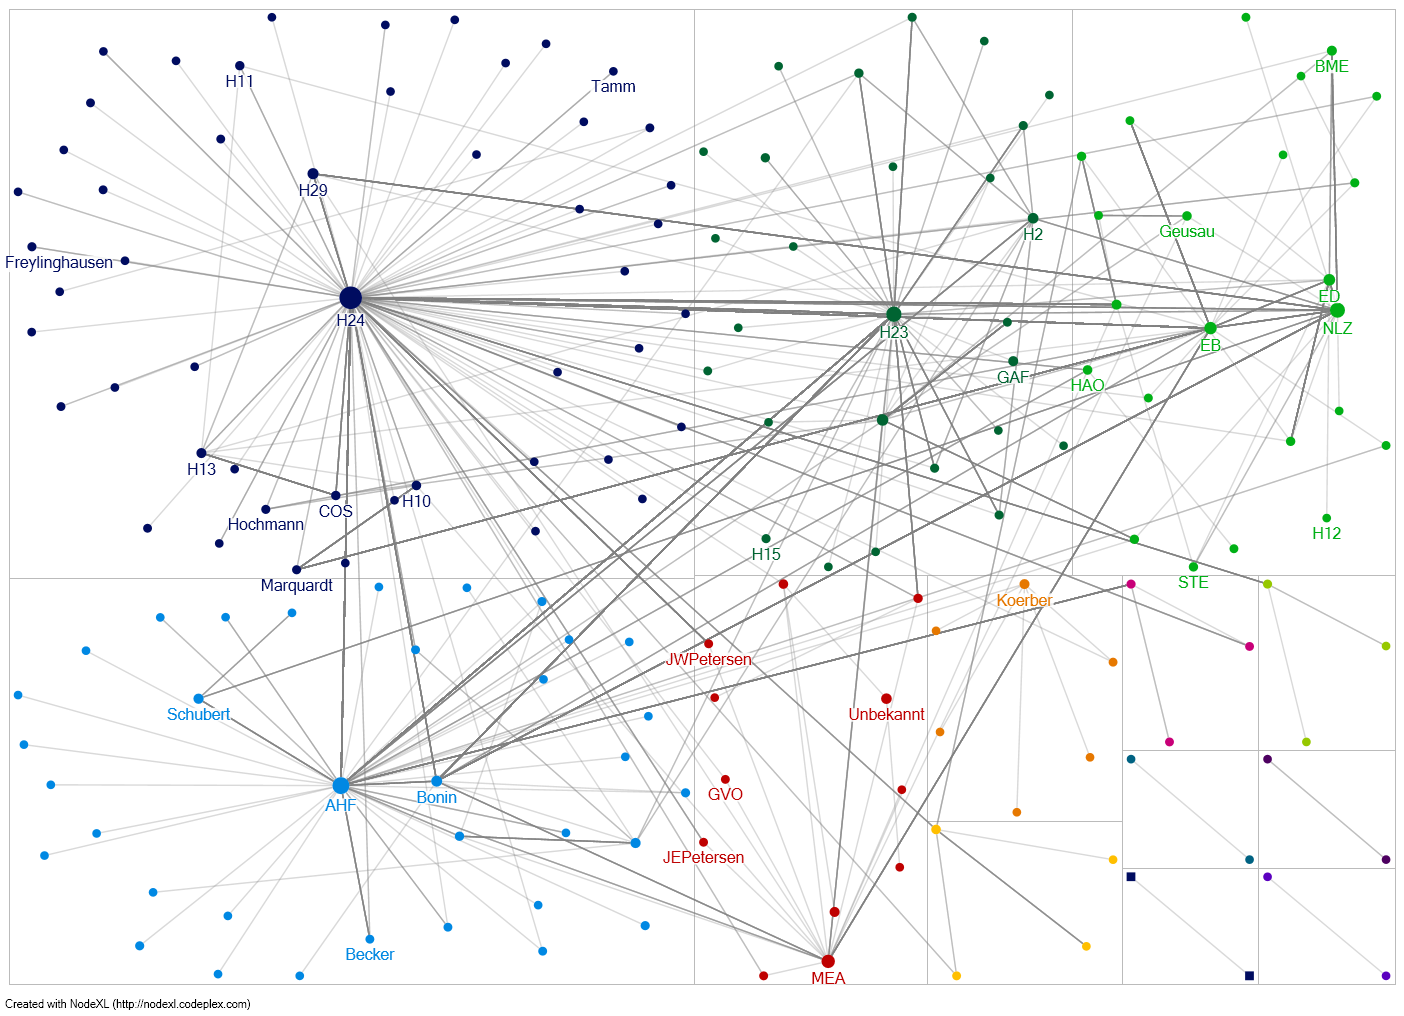 H11
Tamm
BME
H29
Geusau
H2
Freylinghausen
ED
H24
H23
NLZ
EB
GAF
HAO
H13
H10
COS
Hochmann
H12
H15
Marquardt
STE
Koerber
JWPetersen
Schubert
Unbekannt
GVO
Bonin
AHF
JEPetersen
Becker
MEA
Created with NodeXL (http://nodexl.codeplex.com)